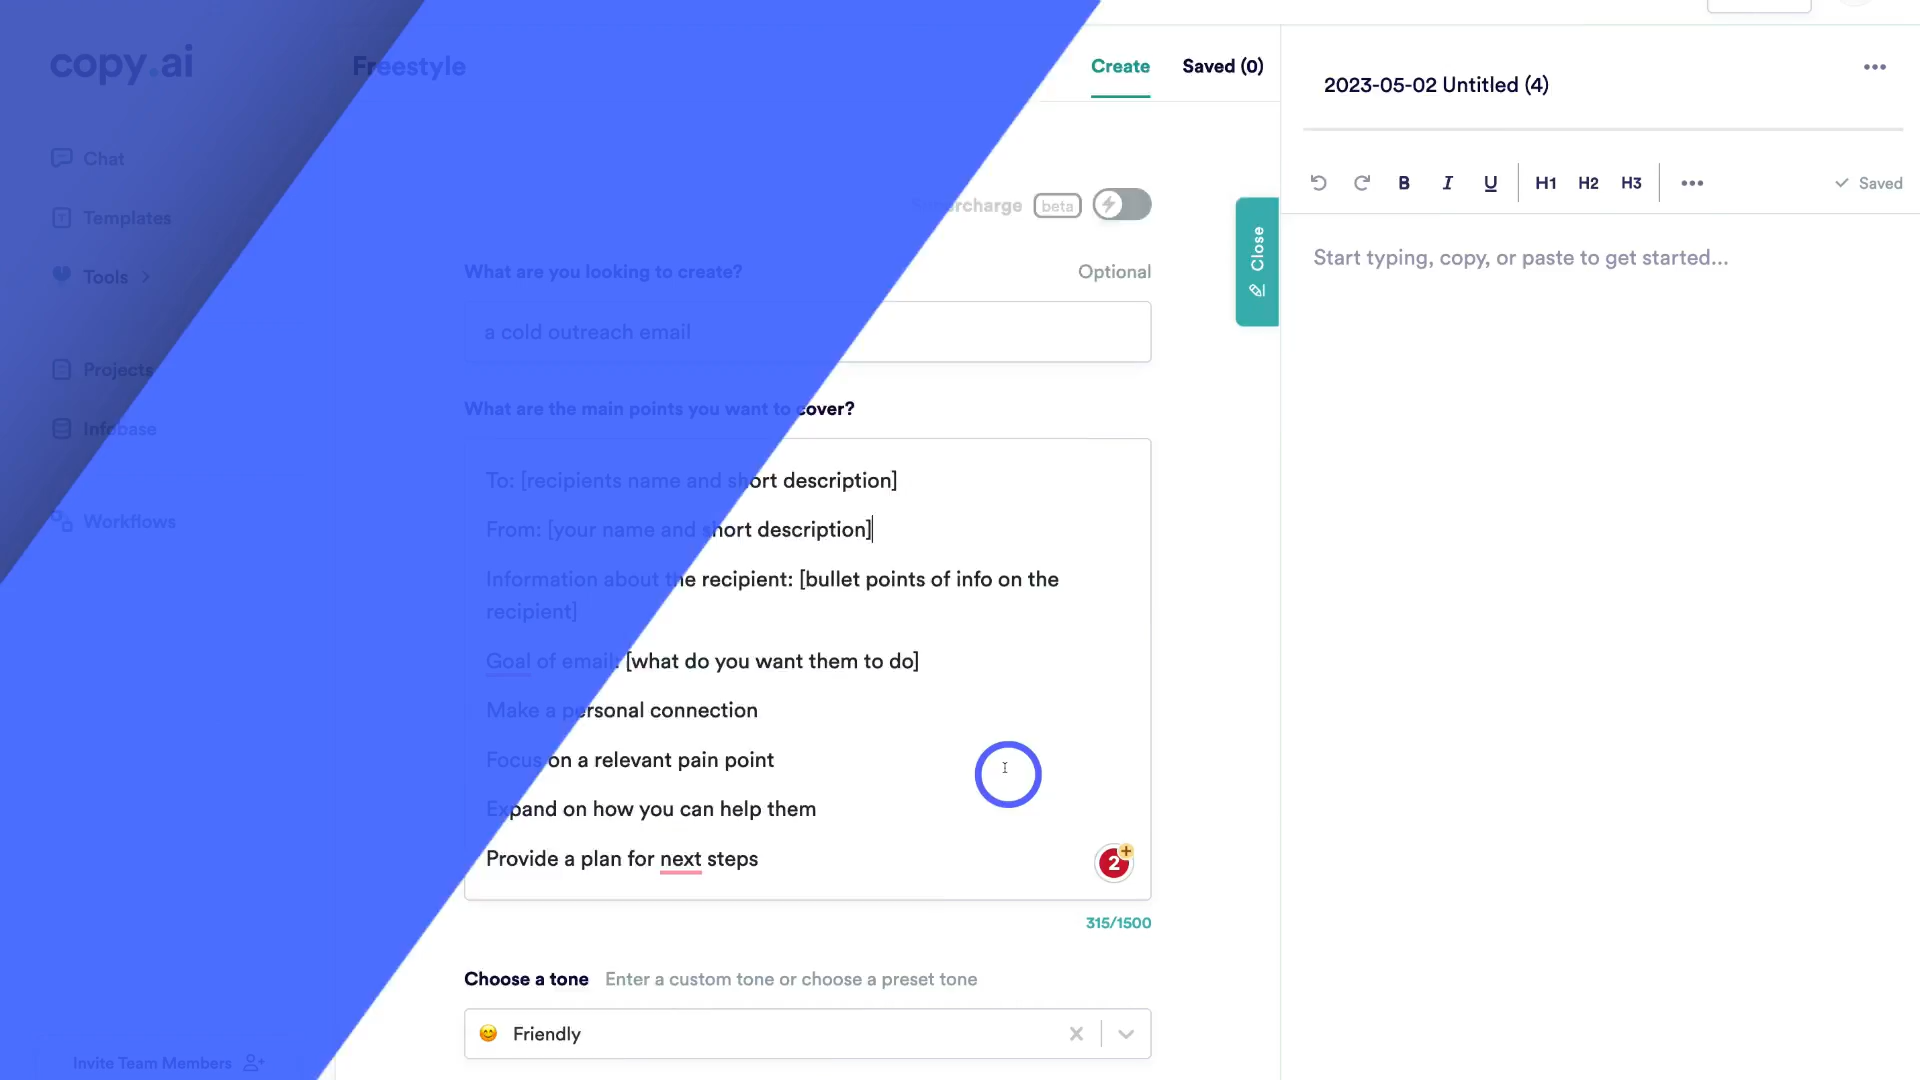 copy.ai
Chat
Templates
Tools
Projects
Infobase
Workflows
Invite Team Members
Freestyle
Create
Saved (0)
Supercharge
beta
What are you looking to create?
Optional
a cold outreach email
What are the main points you want to cover?
To: [recipients name and short description]
From: [your name and short description]
Information about the recipient: [bullet points of info on the
recipient]
Goal of email: [what do you want them to do]
Make a personal connection
Focus on a relevant pain point
Expand on how you can help them
Provide a plan for next steps
2
+
315/1500
Choose a tone
Enter a custom tone or choose a preset tone
Friendly
Close
2023-05-02 Untitled (4)
B I U H1 H2 H3
Saved
Start typing, copy, or paste to get started...